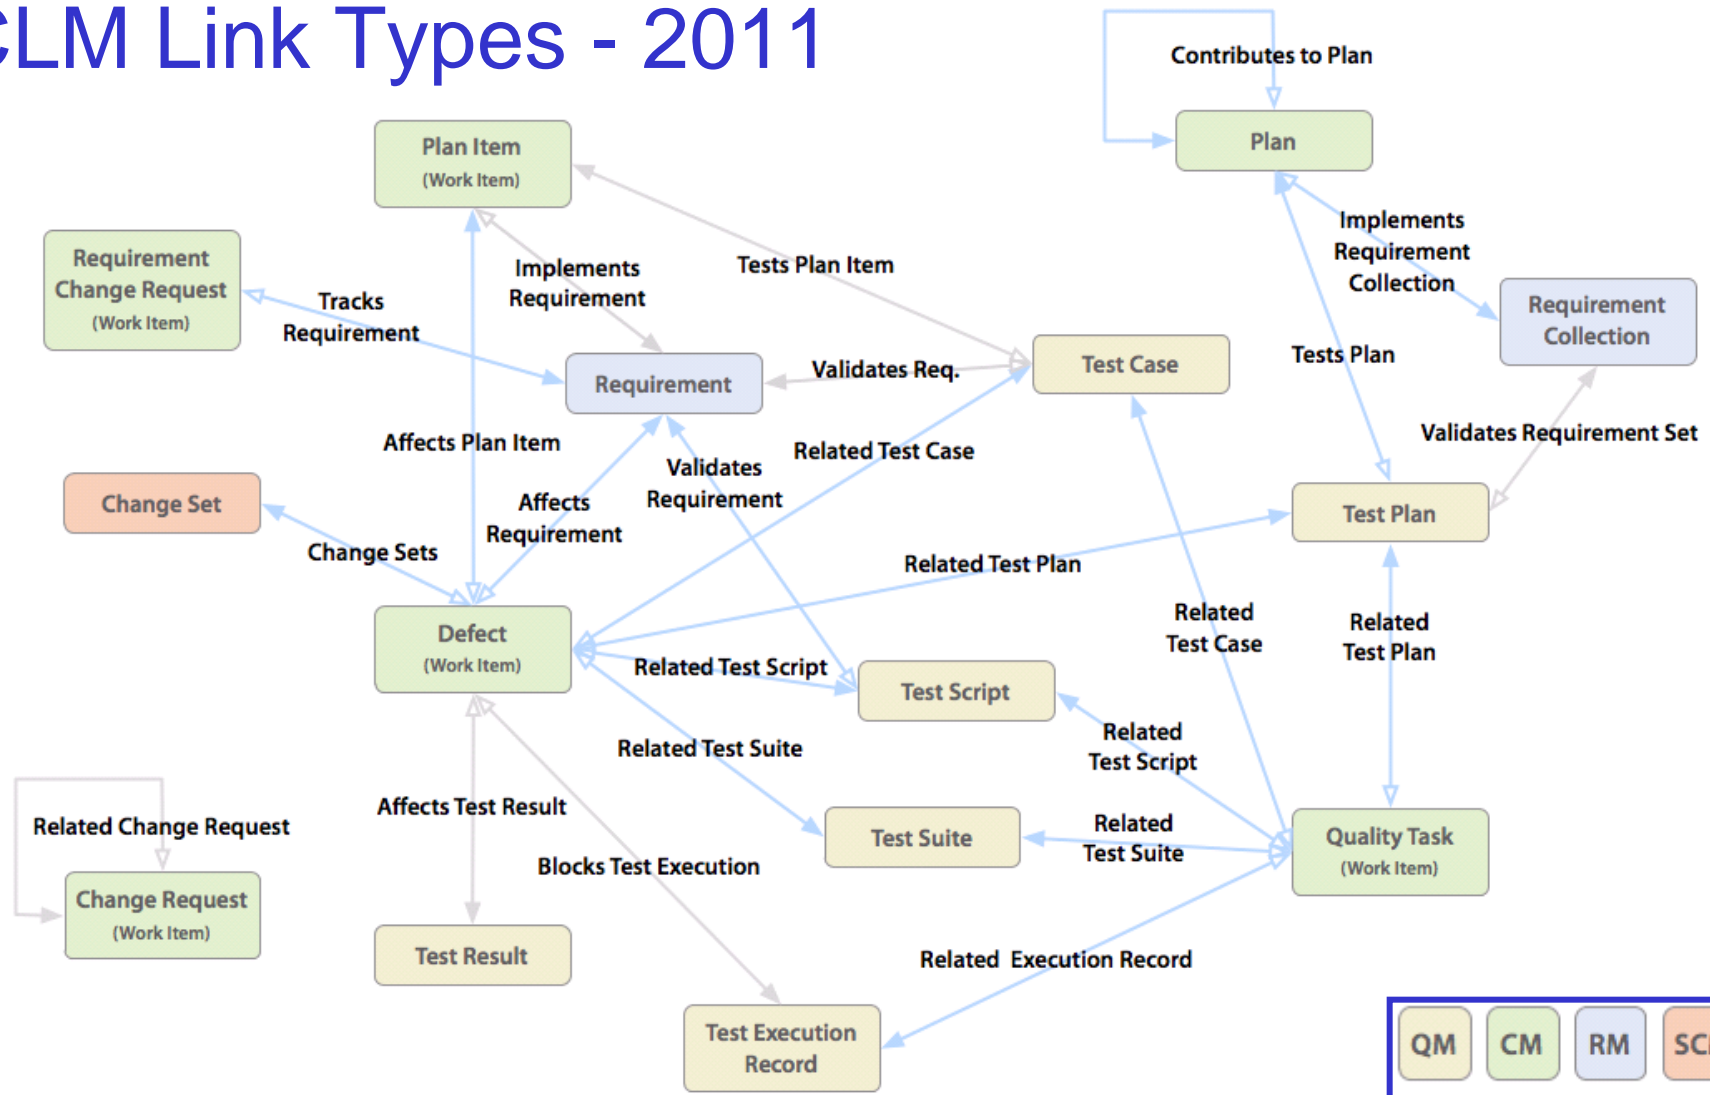 CLM Link Types - 2011
Contributes to Plan
Plan Item
(Work Item)
Plan
Requirement
Change Request
(Work Item)
Tracks
Requirement
Implements
Requirement
Tests Plan Item
Implements
Requirement
Collection
Requirement
Collection
Requirement
Validates Req.
Test Case
Tests Plan
Affects Plan Item
Validates
Requirement
Related Test Case
Validates Requirement Set
Change Set
Affects
Requirement
Test Plan
Change Sets
Related Test Plan
Defect
(Work Item)
Related
Test Case
Related
Test Plan
Related Test Script
Test Script
Related Test Suite
Related
Test Script
Related Change Request
Affects Test Result
Test Suite
Related
Test Suite
Quality Task
(Work Item)
Blocks Test Execution
Change Request
(Work Item)
Test Result
Related Execution Record
Test Execution
Record
QM CM RM